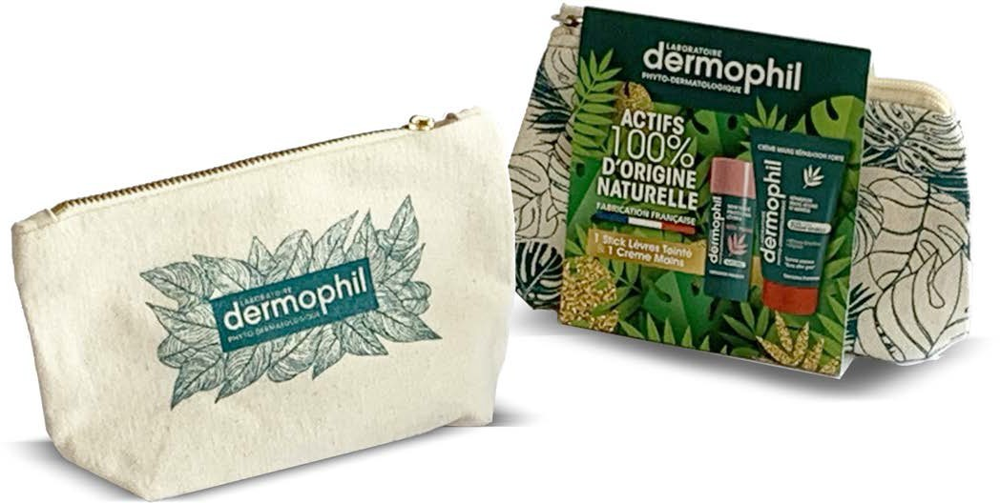 LABORATOIRE
dermophil
PHYTO-DERMATOLOGIQUE
LABORATOIRE
dermophil
PHYTO-DERMATOLOGIQUE
ACTIFS
100%
D'ORIGINE
NATURELLE
FABRICATION FRANÇAISE
1 Stick Lèvres Teinté
& 1 Crème Mains
dermophil
CRÈME MAINS RÉPARATION FORTE
dermophil